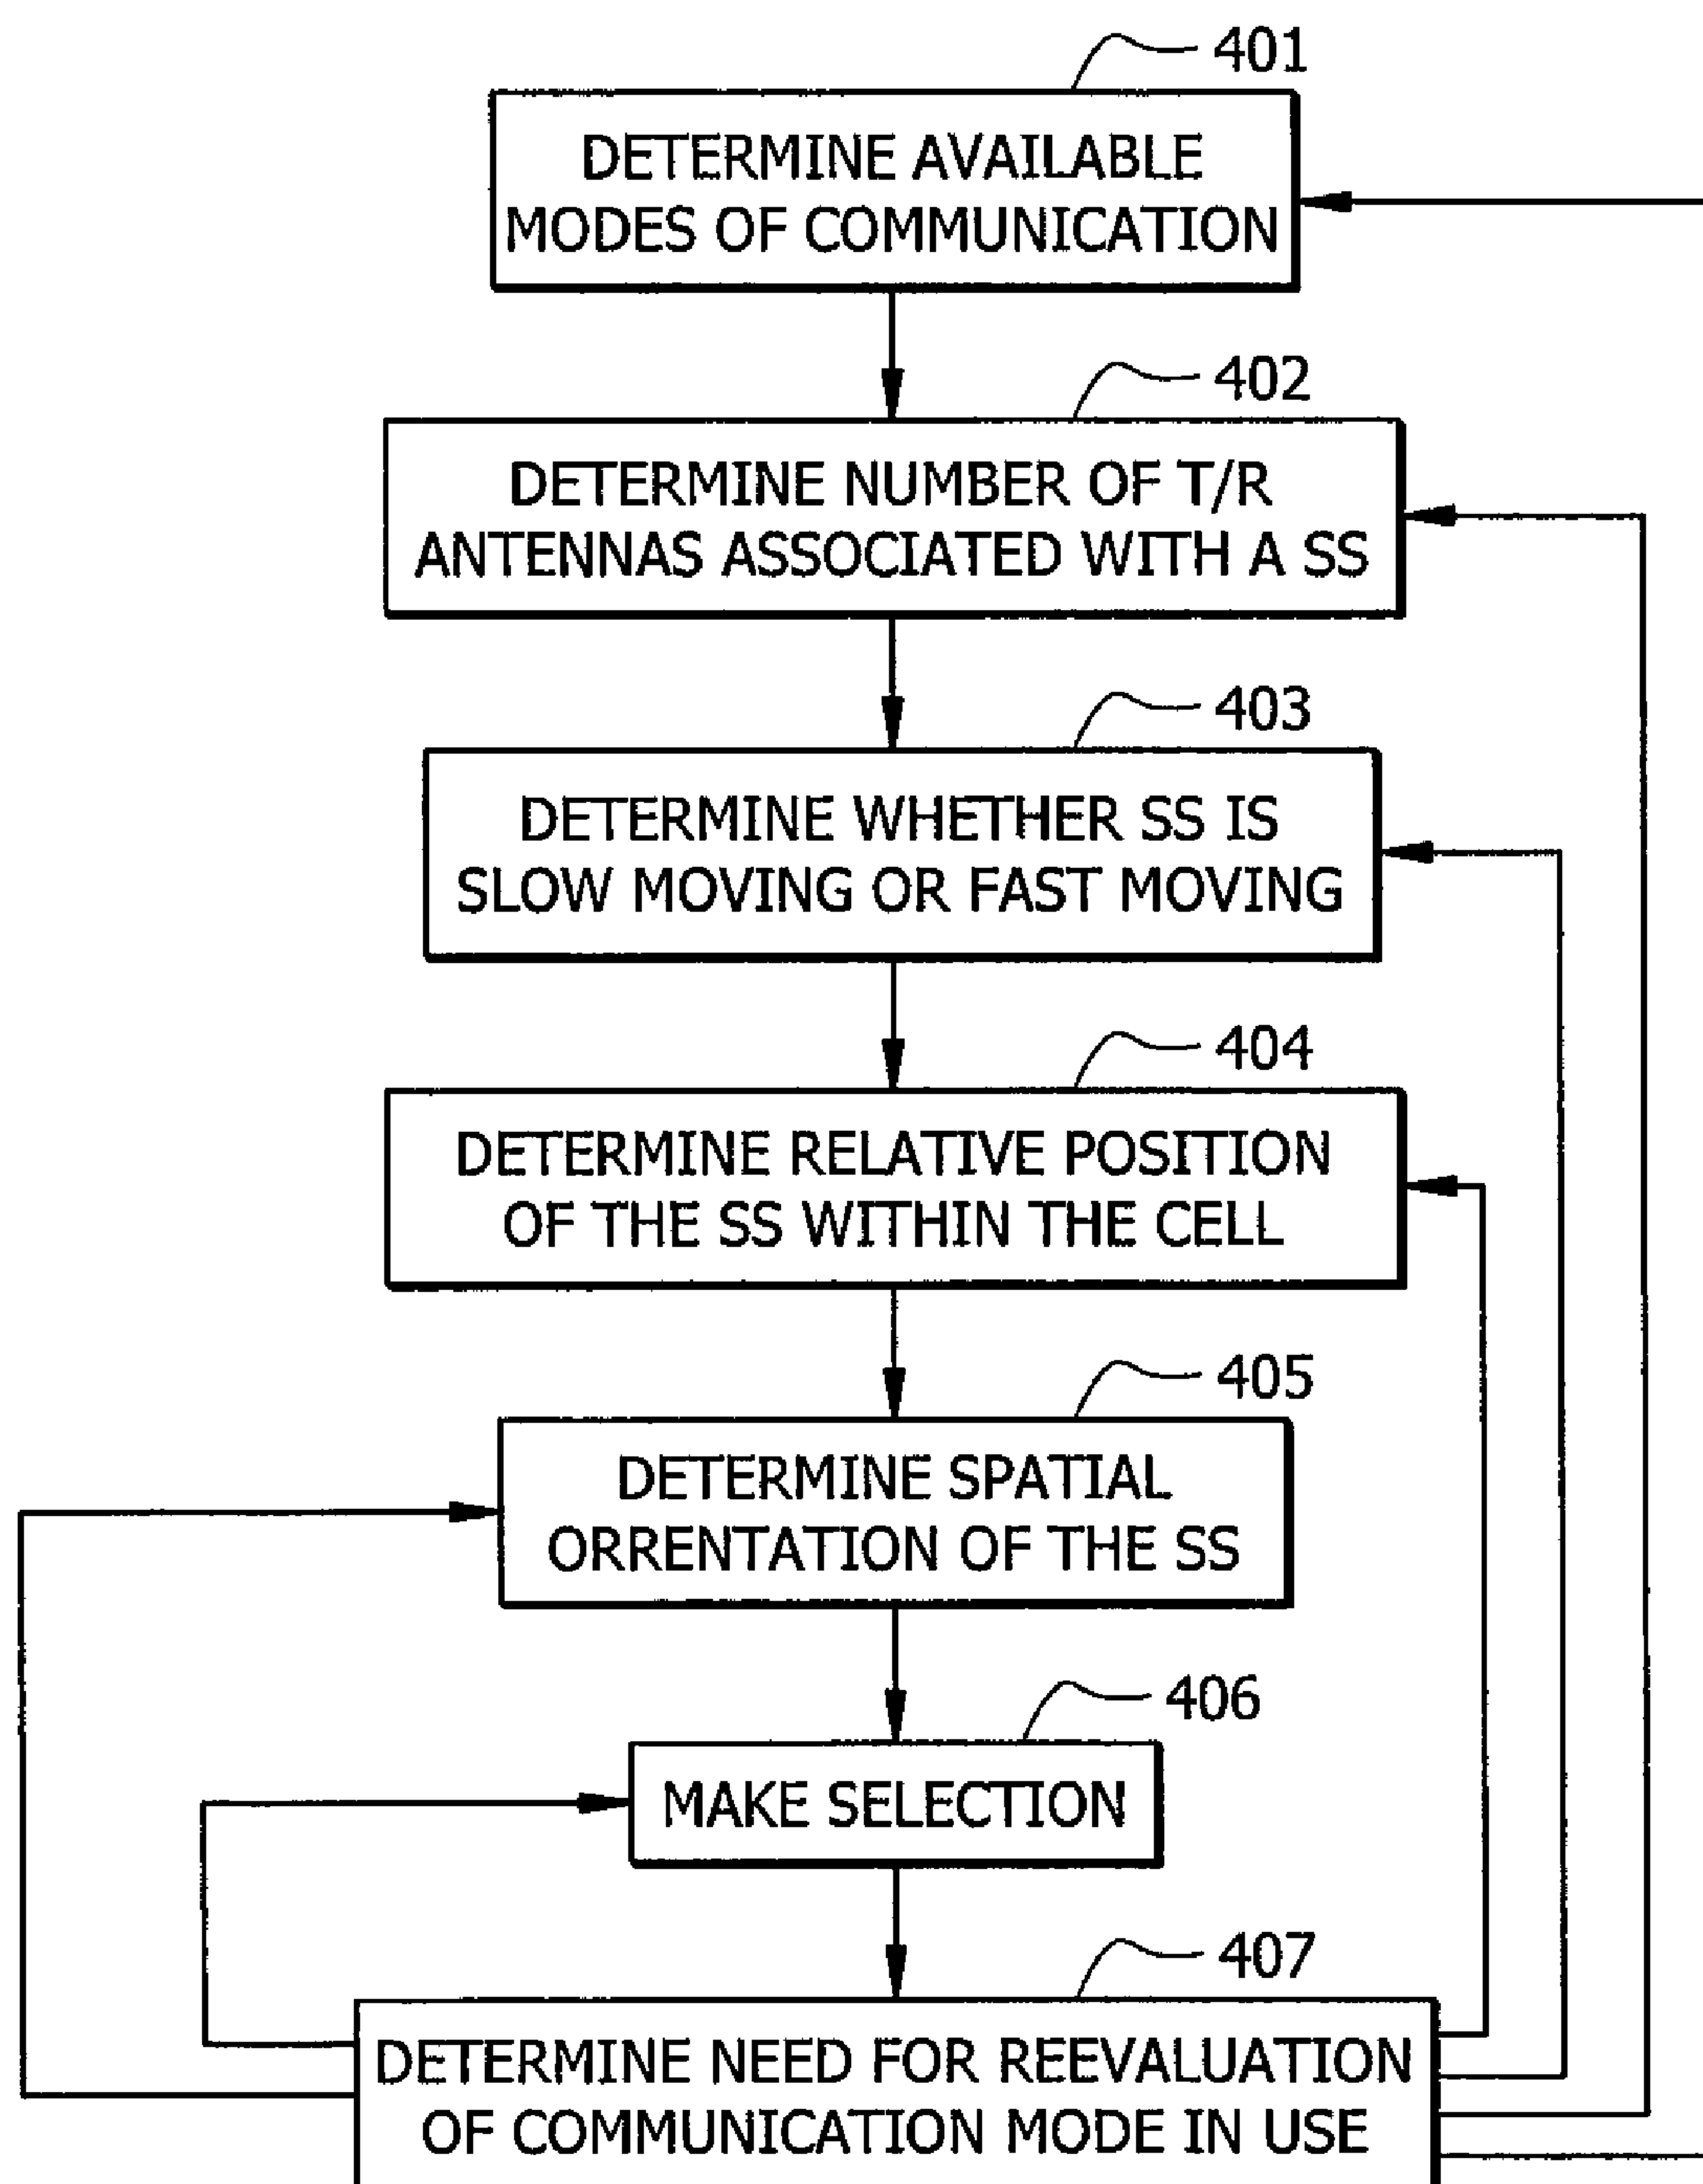 401
DETERMINE AVAILABLE
MODES OF COMMUNICATION
402
DETERMINE NUMBER OF T/R
ANTENNAS ASSOCIATED WITH A SS
403
DETERMINE WHETHER SS IS
SLOW MOVING OR FAST MOVING
404
DETERMINE RELATIVE POSITION
OF THE SS WITHIN THE CELL
405
DETERMINE SPATIAL
ORRENTATION OF THE SS
406
MAKE SELECTION
407
DETERMINE NEED FOR REEVALUATION
OF COMMUNICATION MODE IN USE